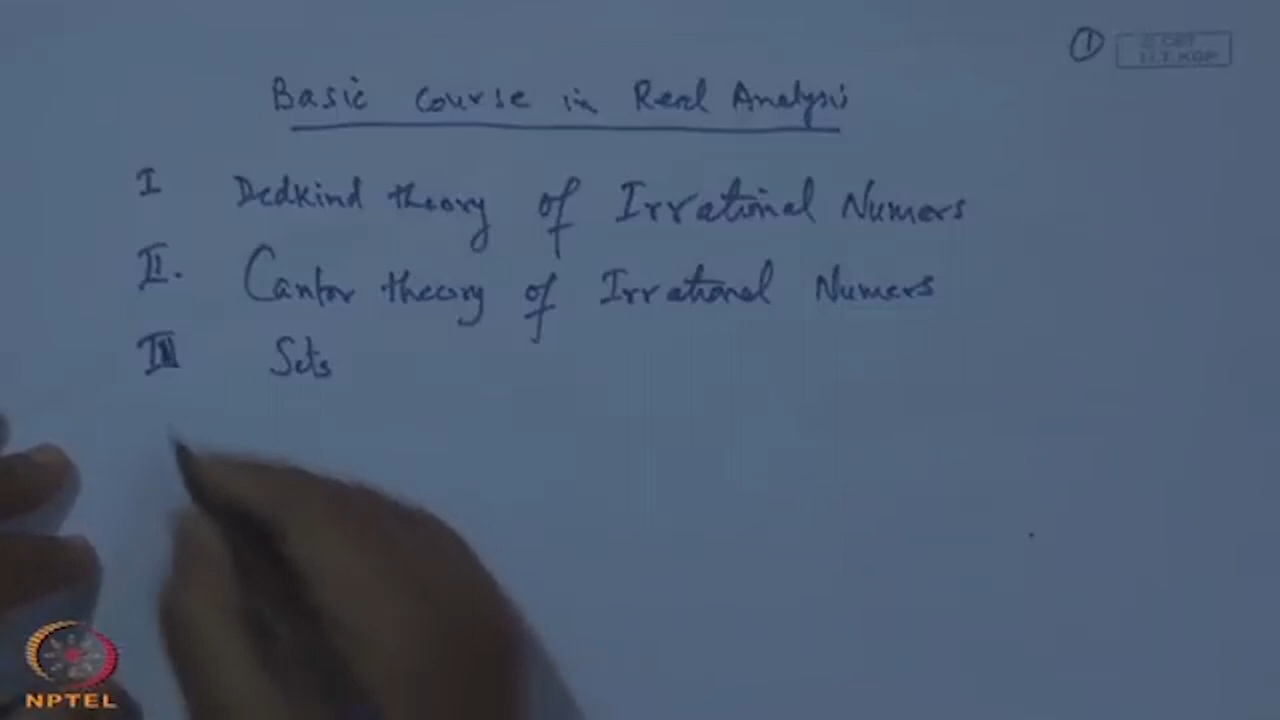 ①
I.I.T. KGP
Basic Course in Real Analysis
I Dedkind theory of Irrational Numers
II. Cantor theory of Irrational Numers
III Sets
NPTEL